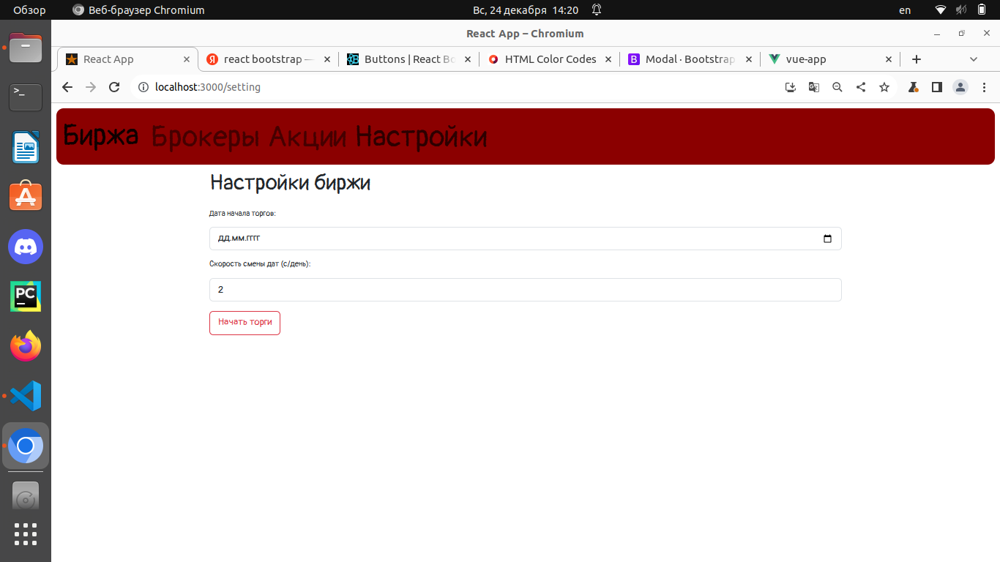 Обзор Веб-браузер Chromium Вс, 24 декабря 14:20 en
React App – Chromium
React App react bootstrap — Buttons | React Bo HTML Color Codes Modal · Bootstrap vue-app
localhost:3000/setting
Биржа Брокеры Акции Настройки
Настройки биржи
Дата начала торгов:
дд.мм.гггг
Скорость смены дат (с/день):
2
Начать торги
>_
PC